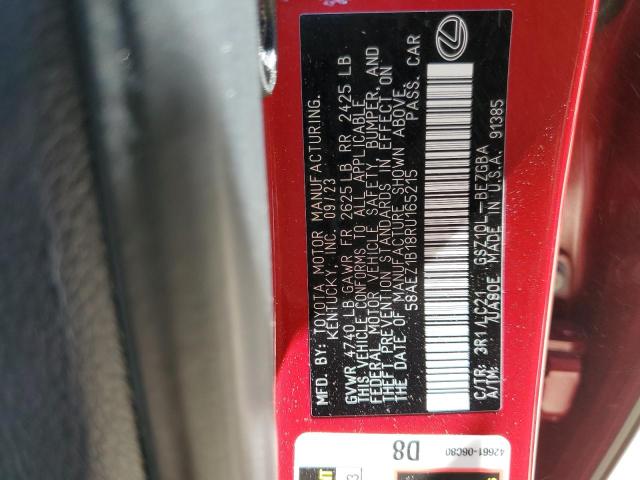 MFD. BY: TOYOTA MOTOR MANUFACTURING,
KENTUCKY, INC. 09/23
GVWR 4740 LB GAWR FR 2625 LB RR 2425 LB
THIS VEHICLE CONFORMS TO ALL APPLICABLE
FEDERAL MOTOR VEHICLE SAFETY, BUMPER, AND
THEFT PREVENTION STANDARDS IN EFFECT ON
THE DATE OF MANUFACTURE SHOWN ABOVE.
58AEZ1B18RU165215 PASS. CAR
C/TR: 3R1/LC21 GSZ10L-BEZGBA
A/TM: /UA80E MADE IN U.S.A. 91385
D8
42661-06C80